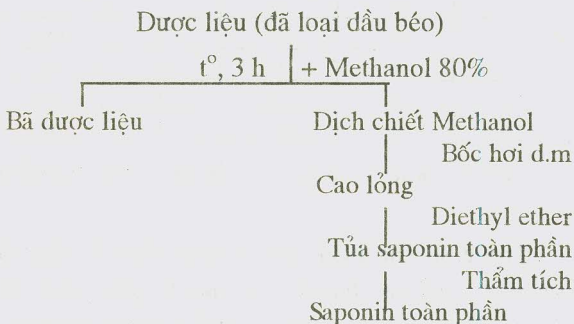 Dược liệu (đã loại dầu béo)
t°, 3 h + Methanol 80%
Bã dược liệu Dịch chiết Methanol
Bốc hơi d.m
Cao lỏng
Diethyl ether
Tủa saponin toàn phần
Thẩm tích
Saponin toàn phần